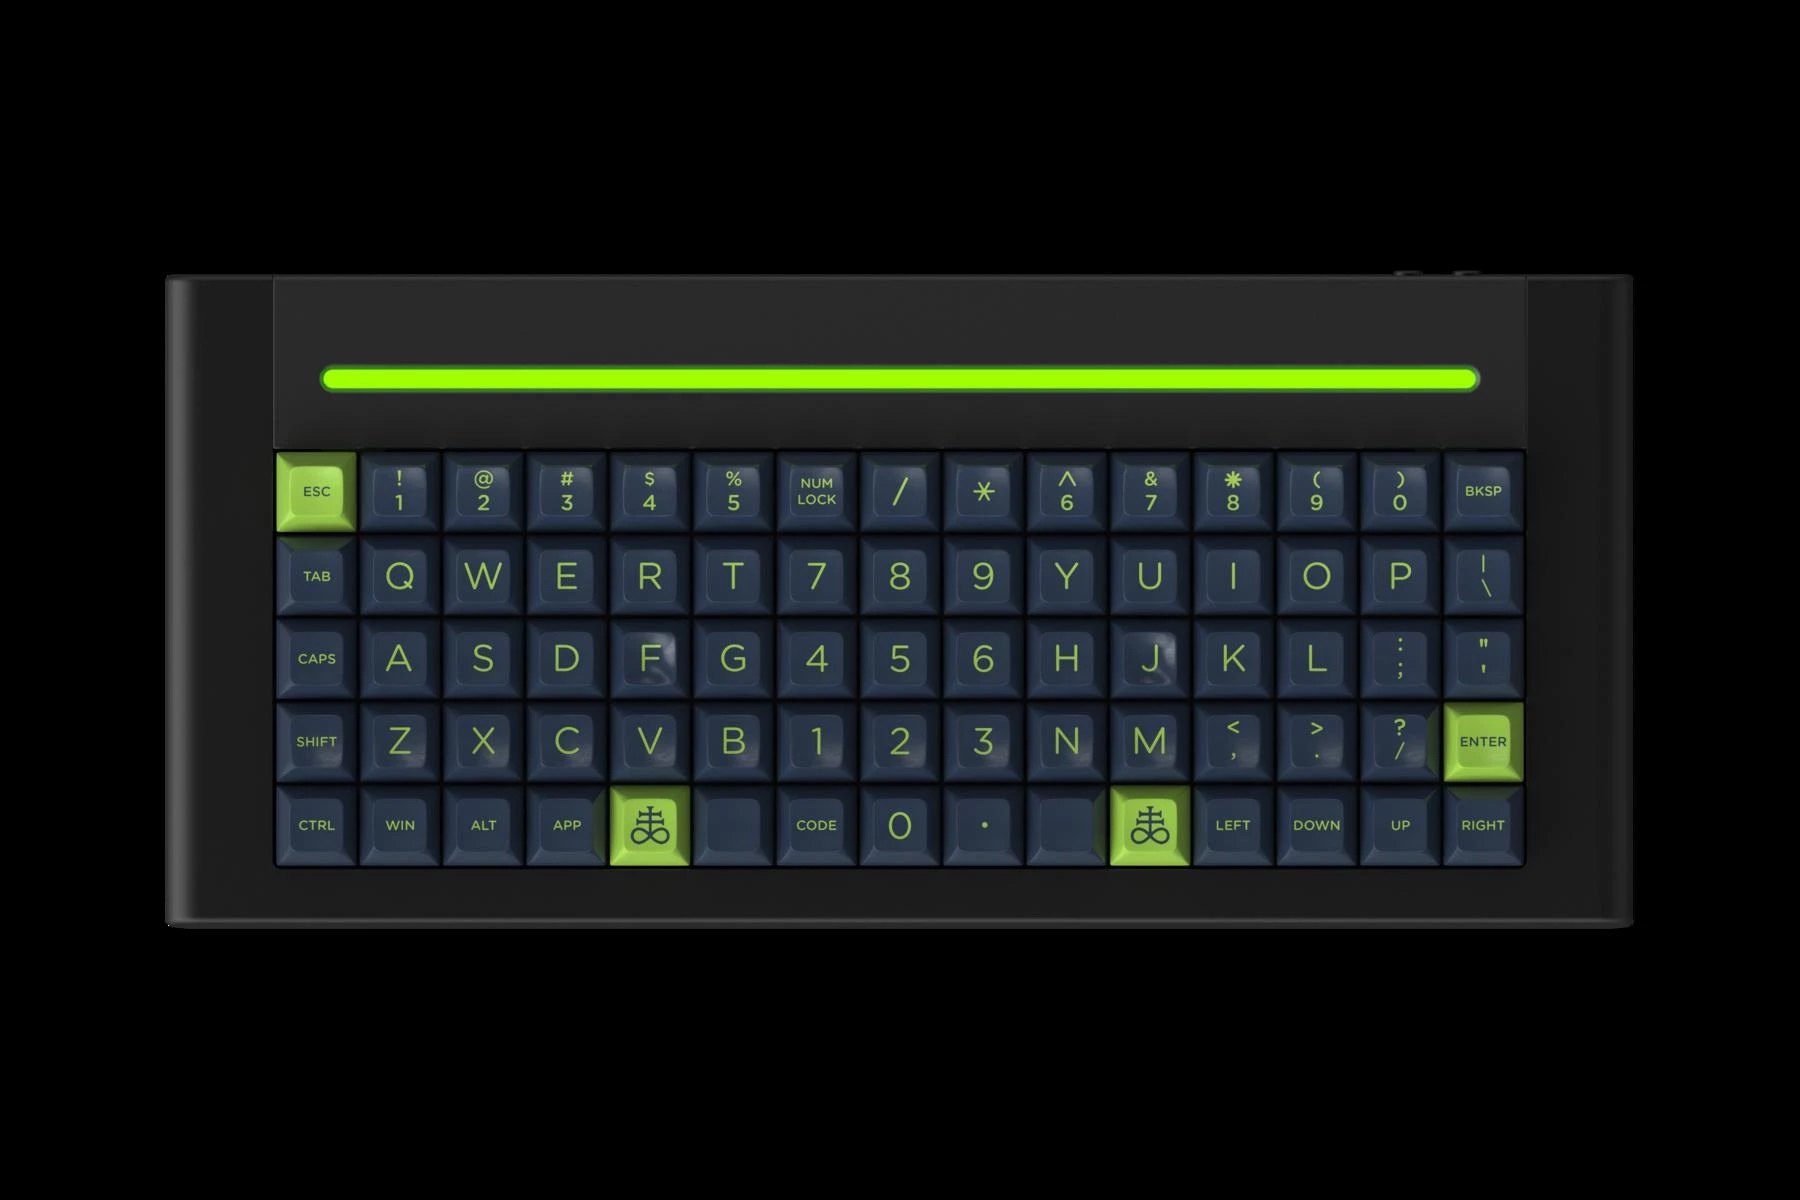 ESC ! @ # $ % NUM / * ^ & * ( ) BKSP
1 2 3 4 5 LOCK 6 7 8 9 0
TAB Q W E R T 7 8 9 Y U I O P |
\
CAPS A S D F G 4 5 6 H J K L : "
; '
SHIFT Z X C V B 1 2 3 N M < > ? ENTER
, . /
CTRL WIN ALT APP CODE 0 . LEFT DOWN UP RIGHT